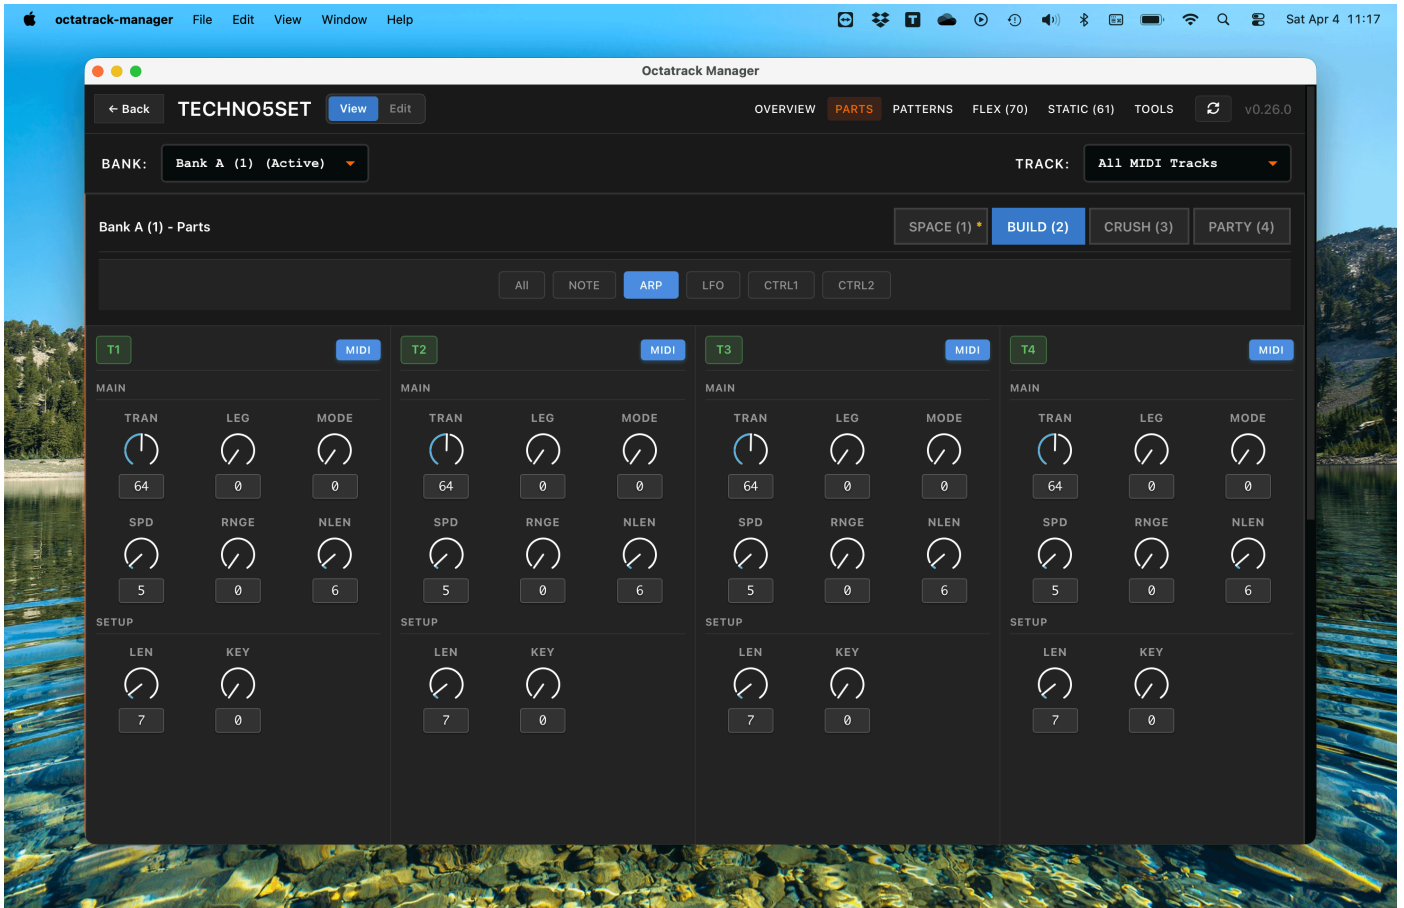 octatrack-manager File Edit View Window Help Sat Apr 4 11:17
Octatrack Manager
← Back TECHNO5SET View Edit OVERVIEW PARTS PATTERNS FLEX (70) STATIC (61) TOOLS v0.26.0
BANK: Bank A (1) (Active) TRACK: All MIDI Tracks
Bank A (1) - Parts SPACE (1) * BUILD (2) CRUSH (3) PARTY (4)
All NOTE ARP LFO CTRL1 CTRL2
T1 MIDI T2 MIDI T3 MIDI T4 MIDI
MAIN MAIN MAIN MAIN
TRAN LEG MODE TRAN LEG MODE TRAN LEG MODE TRAN LEG MODE
64 0 0 64 0 0 64 0 0 64 0 0
SPD RNGE NLEN SPD RNGE NLEN SPD RNGE NLEN SPD RNGE NLEN
5 0 6 5 0 6 5 0 6 5 0 6
SETUP SETUP SETUP SETUP
LEN KEY LEN KEY LEN KEY LEN KEY
7 0 7 0 7 0 7 0